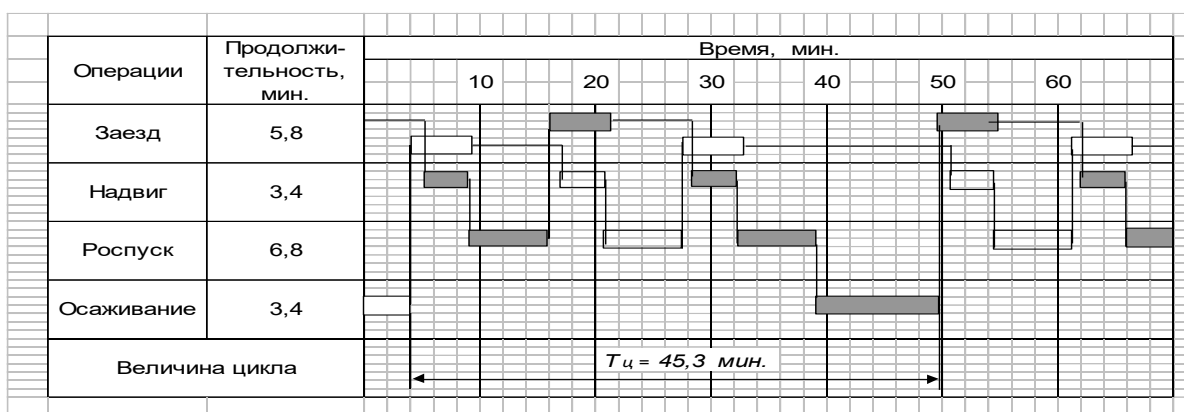 Операции
Продолжи-
тельность,
мин.
Время, мин.
10 20 30 40 50 60
Заезд 5,8
Надвиг 3,4
Роспуск 6,8
Осаживание 3,4
Величина цикла
Тц = 45,3 мин.